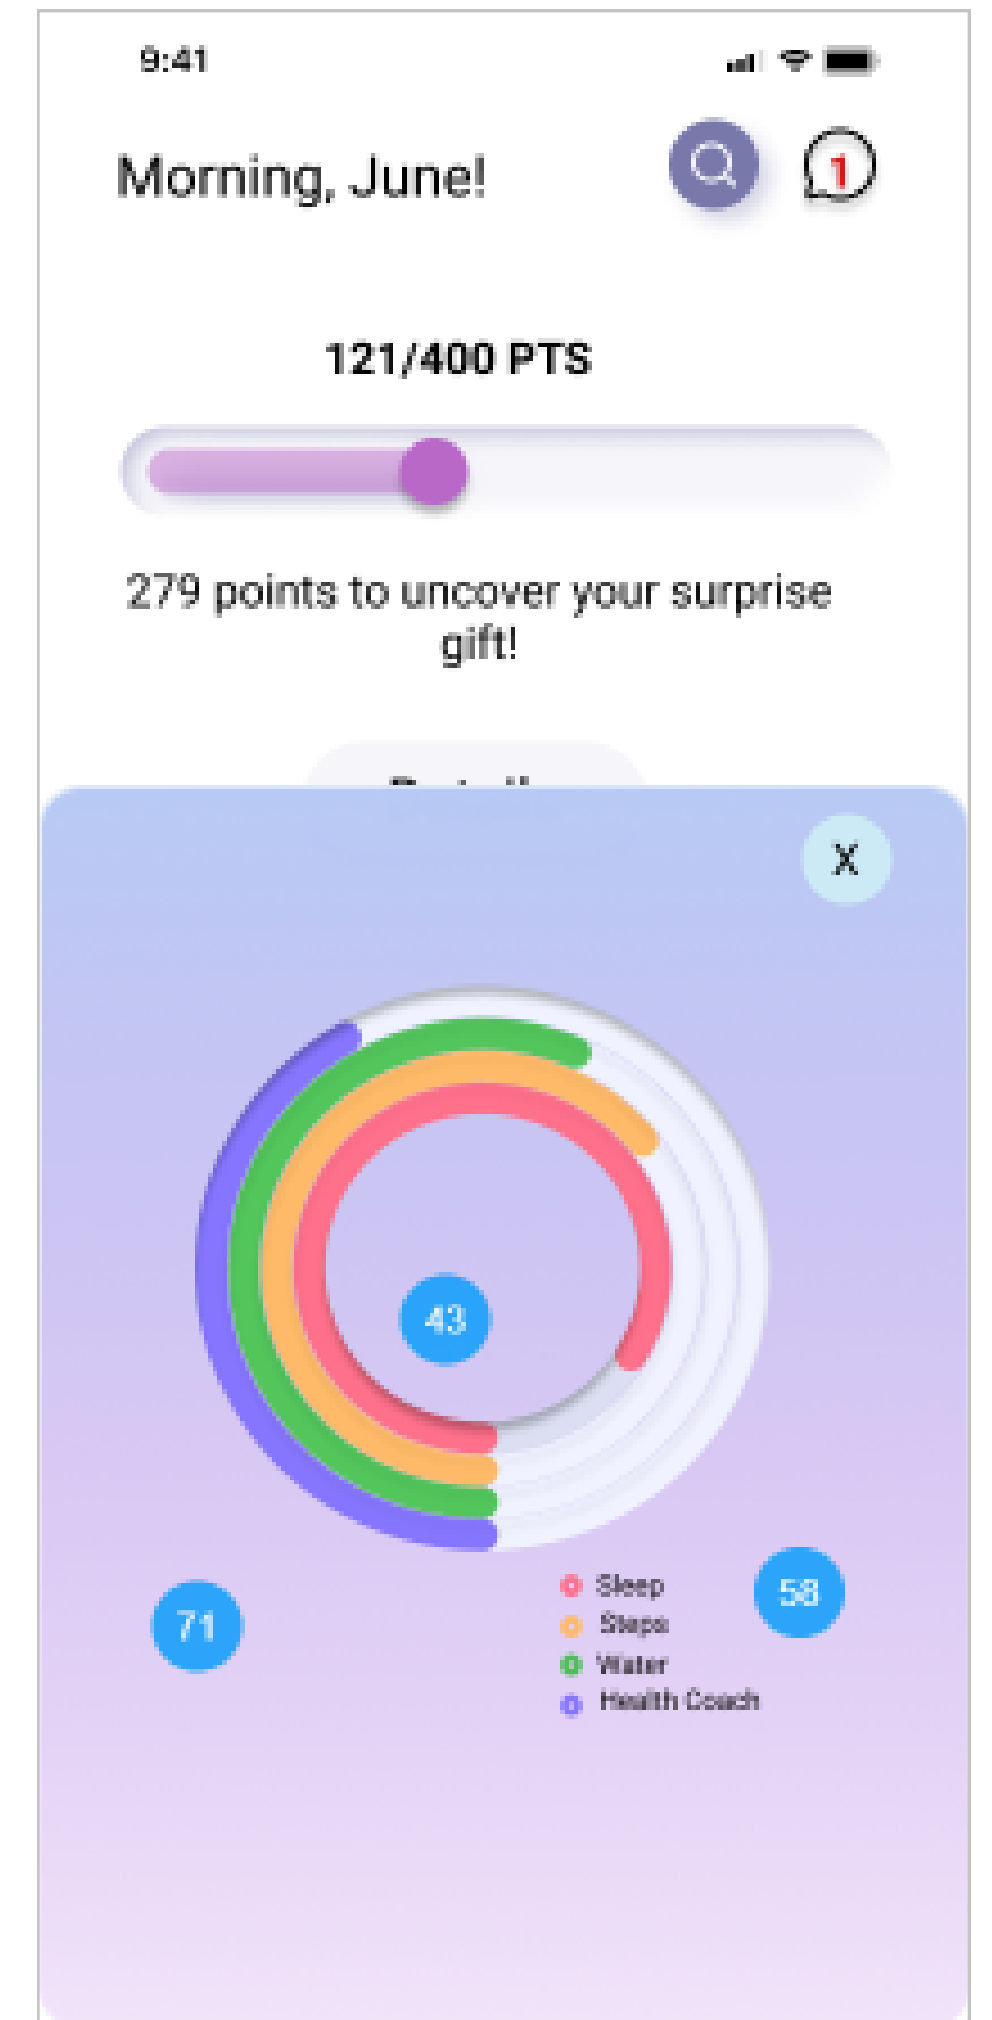 9:41
Morning, June!
1
121/400 PTS
279 points to uncover your surprise
gift!
X
43
71
58
Sleep
Steps
Water
Health Coach